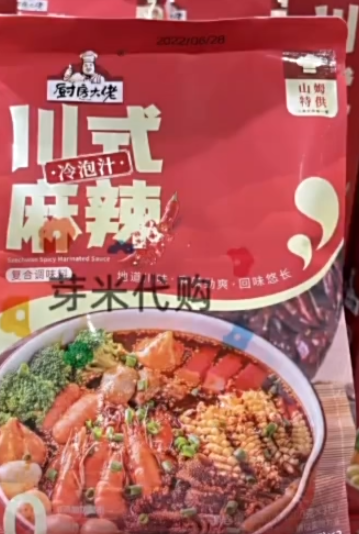 2022/06/28
厨房大佬
山姆
特供
川式
·冷泡汁·
麻辣
Szechwan Spicy Marinated Sauce
复合调味料
回味悠长
芽米代购